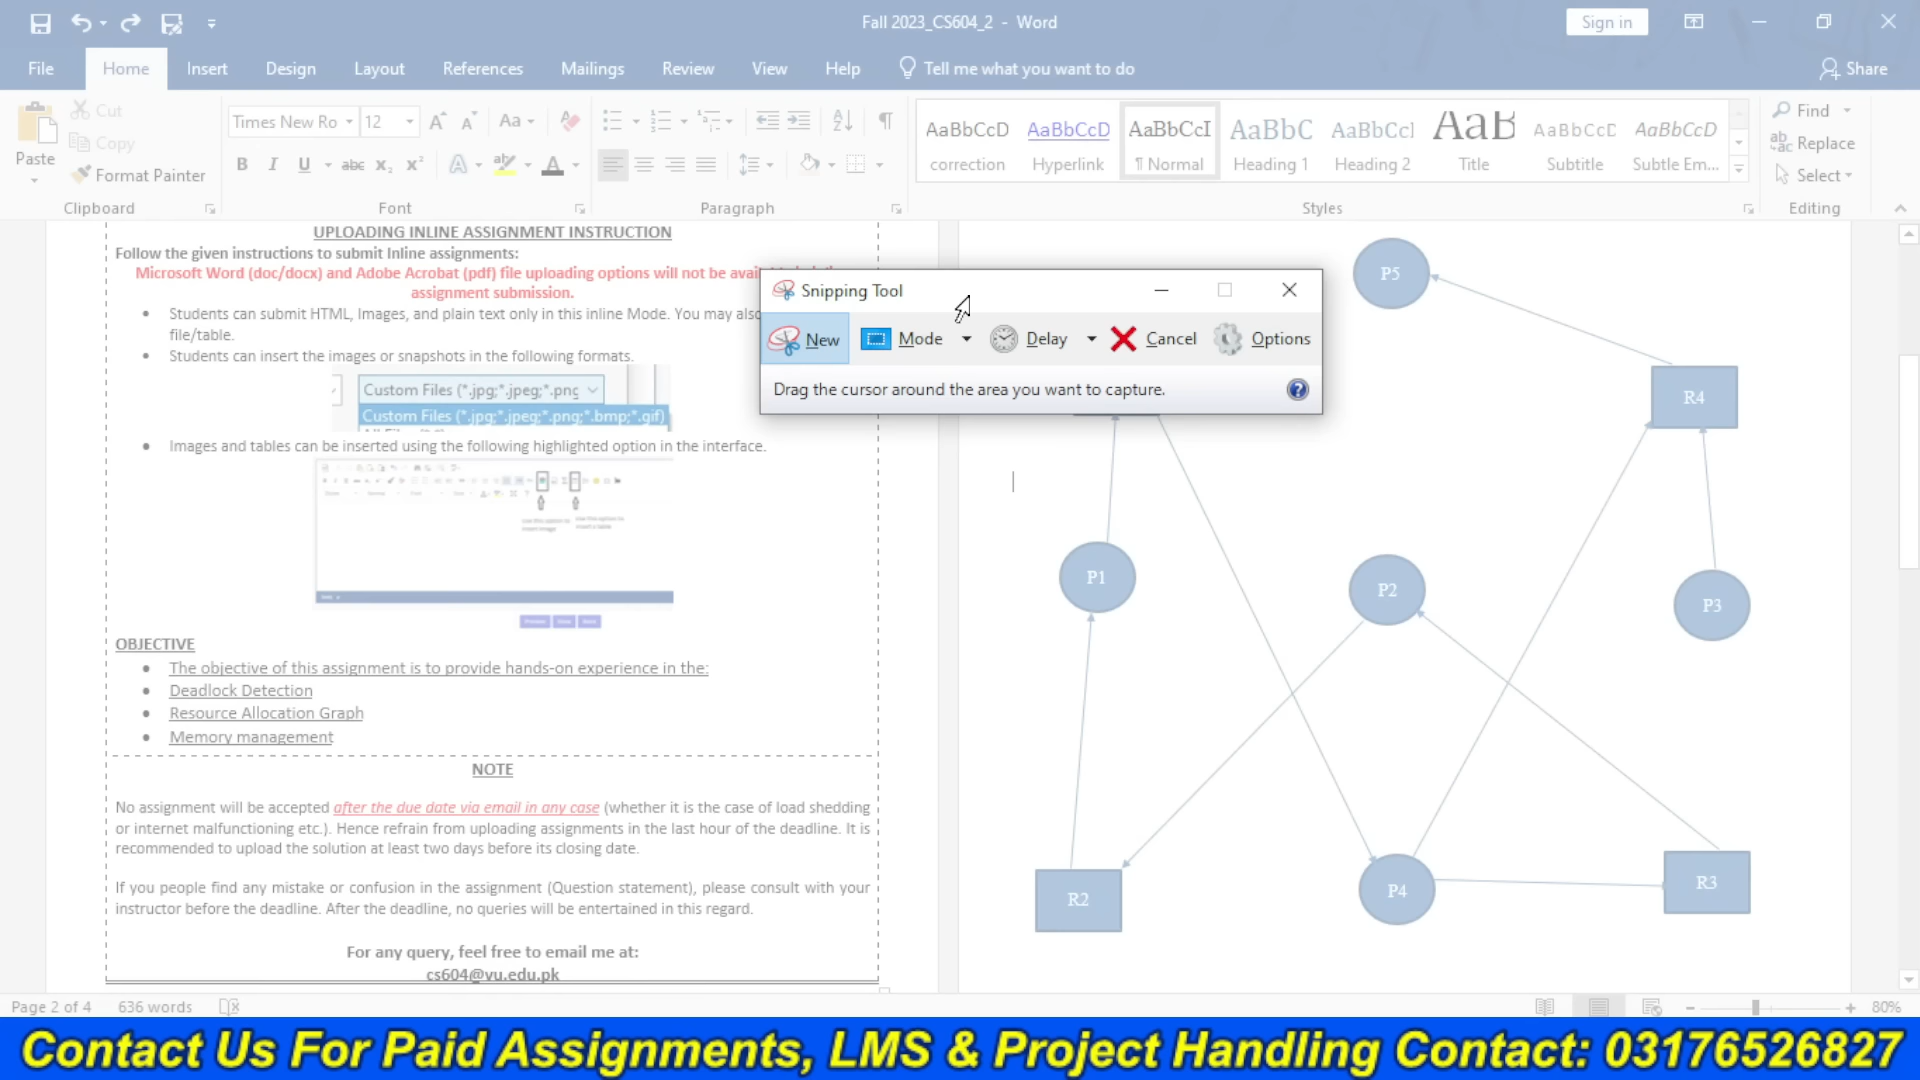 Fall 2023_CS604_2 - Word
Sign in
File Home Insert Design Layout References Mailings Review View Help Tell me what you want to do
Share
Paste
Cut
Copy
Format Painter
Clipboard
Times New Ro 12
Font
Paragraph
AaBbCcD correction
AaBbCcD Hyperlink
AaBbCcI ¶ Normal
AaBbC Heading 1
AaBbCcI Heading 2
AaB Title
AaBbCcD Subtitle
AaBbCcD Subtle Em...
Styles
Find
Replace
Select
Editing
UPLOADING INLINE ASSIGNMENT INSTRUCTION
Follow the given instructions to submit Inline assignments:
Microsoft Word (doc/docx) and Adobe Acrobat (pdf) file uploading options will not be
assignment submission.
• Students can submit HTML, Images, and plain text only in this inline Mode. You may
file/table.
• Students can insert the images or snapshots in the following formats.
Custom Files (*.jpg;*.jpeg;*.png
Custom Files (*.jpg;*.jpeg;*.png;*.bmp;*.gif)
• Images and tables can be inserted using the following highlighted option in the interface.
OBJECTIVE
• The objective of this assignment is to provide hands-on experience in the:
• Deadlock Detection
• Resource Allocation Graph
• Memory management
NOTE
No assignment will be accepted after the due date via email in any case (whether it is the case of load shedding
or internet malfunctioning etc.). Hence refrain from uploading assignments in the last hour of the deadline. It is
recommended to upload the solution at least two days before its closing date.
If you people find any mistake or confusion in the assignment (Question statement), please consult with your
instructor before the deadline. After the deadline, no queries will be entertained in this regard.
For any query, feel free to email me at:
cs604@vu.edu.pk
Snipping Tool
New Mode Delay Cancel Options
Drag the cursor around the area you want to capture.
P5
R4
P1
P2
P3
R2
P4
R3
Page 2 of 4 636 words
80%
Contact Us For Paid Assignments, LMS & Project Handling Contact: 03176526827